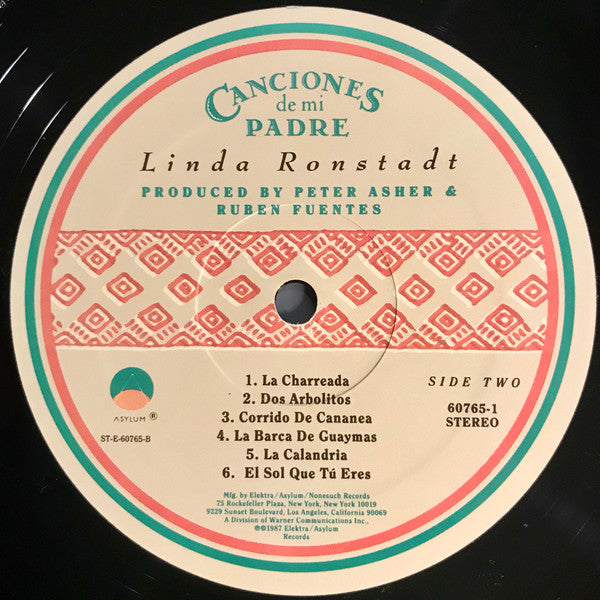 CANCIONES
de mi
PADRE
Linda Ronstadt
PRODUCED BY PETER ASHER &
RUBEN FUENTES
1. La Charreada
2. Dos Arbolitos
3. Corrido De Cananea
4. La Barca De Guaymas
5. La Calandria
6. El Sol Que Tú Eres
SIDE TWO
60765-1
STEREO
ASYLUM ®
ST-E-60765-B
Mfg. by Elektra/Asylum/Nonesuch Records
75 Rockefeller Plaza, New York, New York 10019
9229 Sunset Boulevard, Los Angeles, California 90069
A Division of Warner Communications Inc.,
℗©1987 Elektra/Asylum
Records